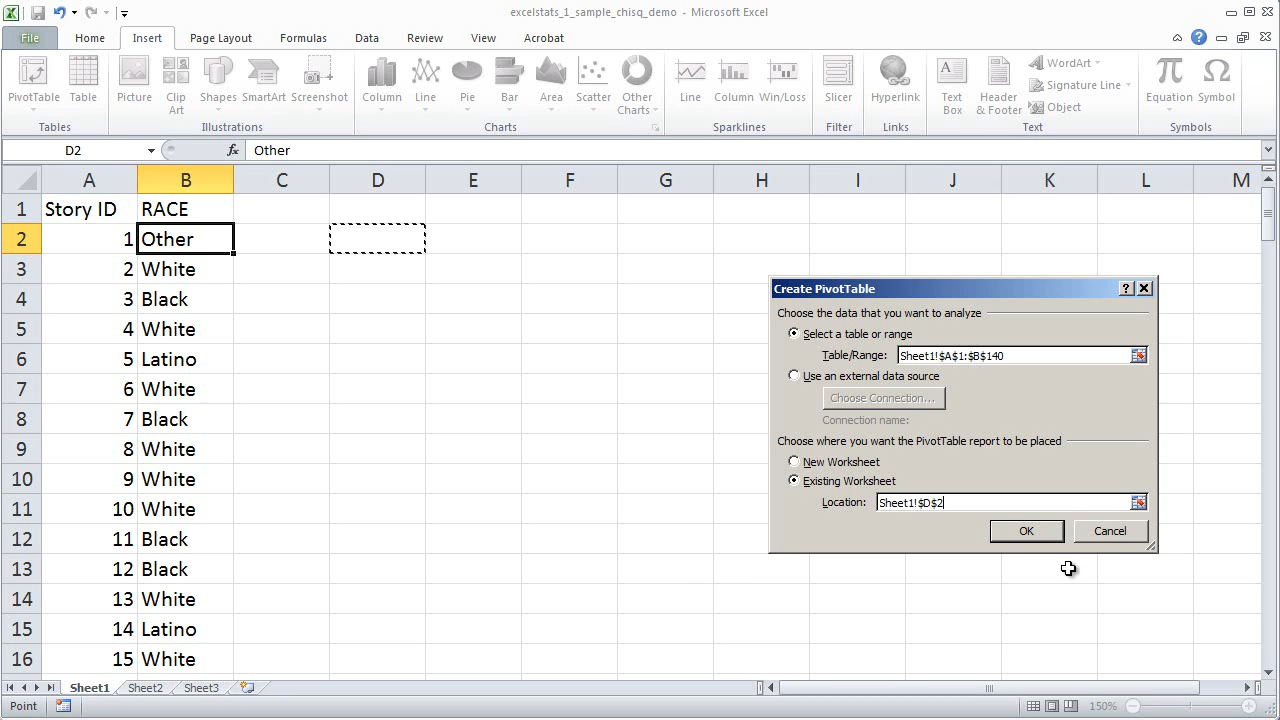 excelstats_1_sample_chisq_demo - Microsoft Excel
File Home Insert Page Layout Formulas Data Review View Acrobat
PivotTable Table Picture Clip Art Shapes SmartArt Screenshot Column Line Pie Bar Area Scatter Other Charts Line Column Win/Loss Slicer Hyperlink Text Box Header & Footer WordArt Signature Line Object Equation Symbol
Tables Illustrations Charts Sparklines Filter Links Text Symbols
D2 fx Other
A B C D E F G H I J K L M
1 Story ID RACE
2 1 Other
3 2 White
4 3 Black
5 4 White
6 5 Latino
7 6 White
8 7 Black
9 8 White
10 9 White
11 10 White
12 11 Black
13 12 Black
14 13 White
15 14 Latino
16 15 White
Create PivotTable
Choose the data that you want to analyze
Select a table or range
Table/Range: Sheet1!$A$1:$B$140
Use an external data source
Choose Connection...
Connection name:
Choose where you want the PivotTable report to be placed
New Worksheet
Existing Worksheet
Location: Sheet1!$D$2
OK Cancel
Sheet1 Sheet2 Sheet3
Point 150%